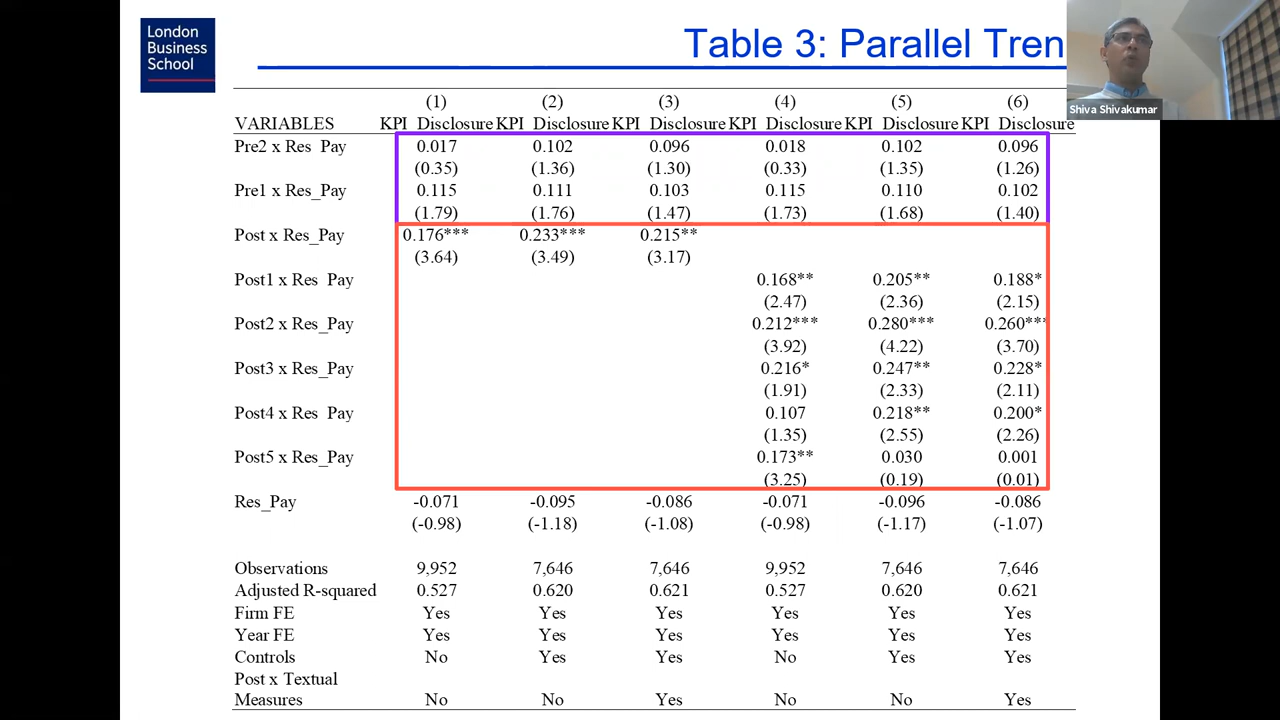 London
Business
School
Table 3: Parallel Tren
Shiva Shivakumar
(1) (2) (3) (4) (5) (6)
VARIABLES KPI Disclosure KPI Disclosure KPI Disclosure KPI Disclosure KPI Disclosure KPI Disclosure
Pre2 x Res_Pay 0.017 0.102 0.096 0.018 0.102 0.096
(0.35) (1.36) (1.30) (0.33) (1.35) (1.26)
Pre1 x Res_Pay 0.115 0.111 0.103 0.115 0.110 0.102
(1.79) (1.76) (1.47) (1.73) (1.68) (1.40)
Post x Res_Pay 0.176*** 0.233*** 0.215**
(3.64) (3.49) (3.17)
Post1 x Res_Pay 0.168** 0.205** 0.188*
(2.47) (2.36) (2.15)
Post2 x Res_Pay 0.212*** 0.280*** 0.260***
(3.92) (4.22) (3.70)
Post3 x Res_Pay 0.216* 0.247** 0.228*
(1.91) (2.33) (2.11)
Post4 x Res_Pay 0.107 0.218** 0.200*
(1.35) (2.55) (2.26)
Post5 x Res_Pay 0.173** 0.030 0.001
(3.25) (0.19) (0.01)
Res_Pay -0.071 -0.095 -0.086 -0.071 -0.096 -0.086
(-0.98) (-1.18) (-1.08) (-0.98) (-1.17) (-1.07)
Observations 9,952 7,646 7,646 9,952 7,646 7,646
Adjusted R-squared 0.527 0.620 0.621 0.527 0.620 0.621
Firm FE Yes Yes Yes Yes Yes Yes
Year FE Yes Yes Yes Yes Yes Yes
Controls No Yes Yes No Yes Yes
Post x Textual
Measures No No Yes No No Yes